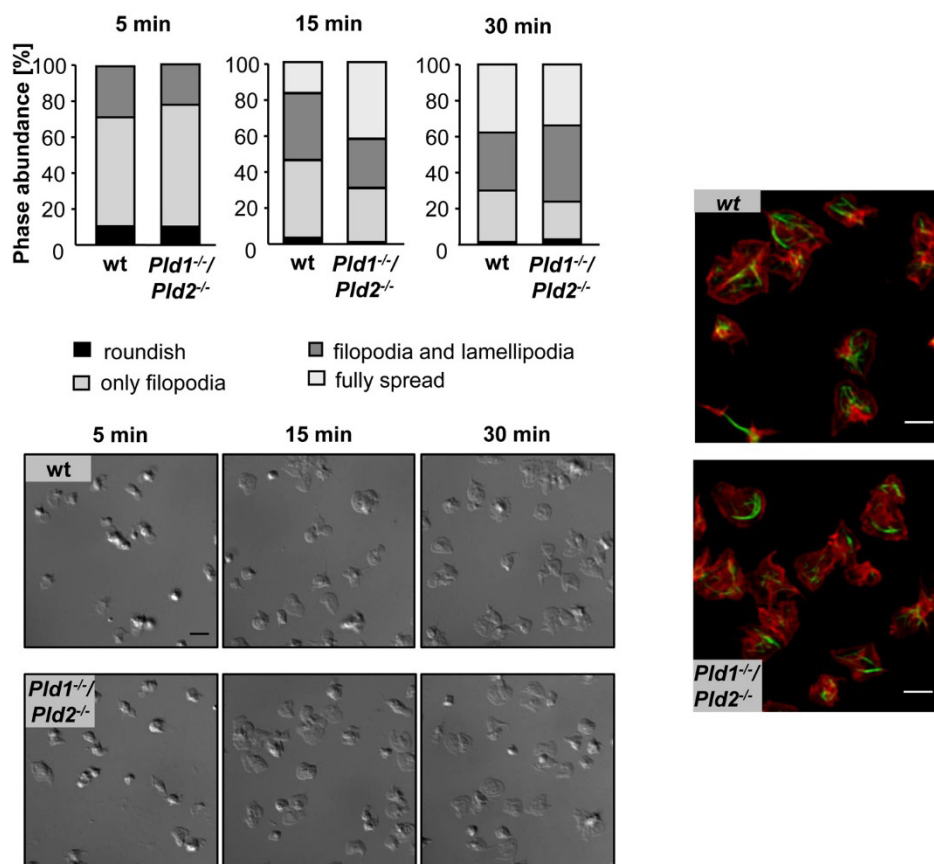 5 min 15 min 30 min
Phase abundance [%]
100 100 100
80 80 80
60 60 60
40 40 40
20 20 20
0 0 0
wt Pld1-/-/ wt Pld1-/-/ wt Pld1-/-/
Pld2-/- Pld2-/- Pld2-/-
roundish filopodia and lamellipodia
only filopodia fully spread
5 min 15 min 30 min
wt
Pld1-/-/
Pld2-/-
wt
Pld1-/-/
Pld2-/-